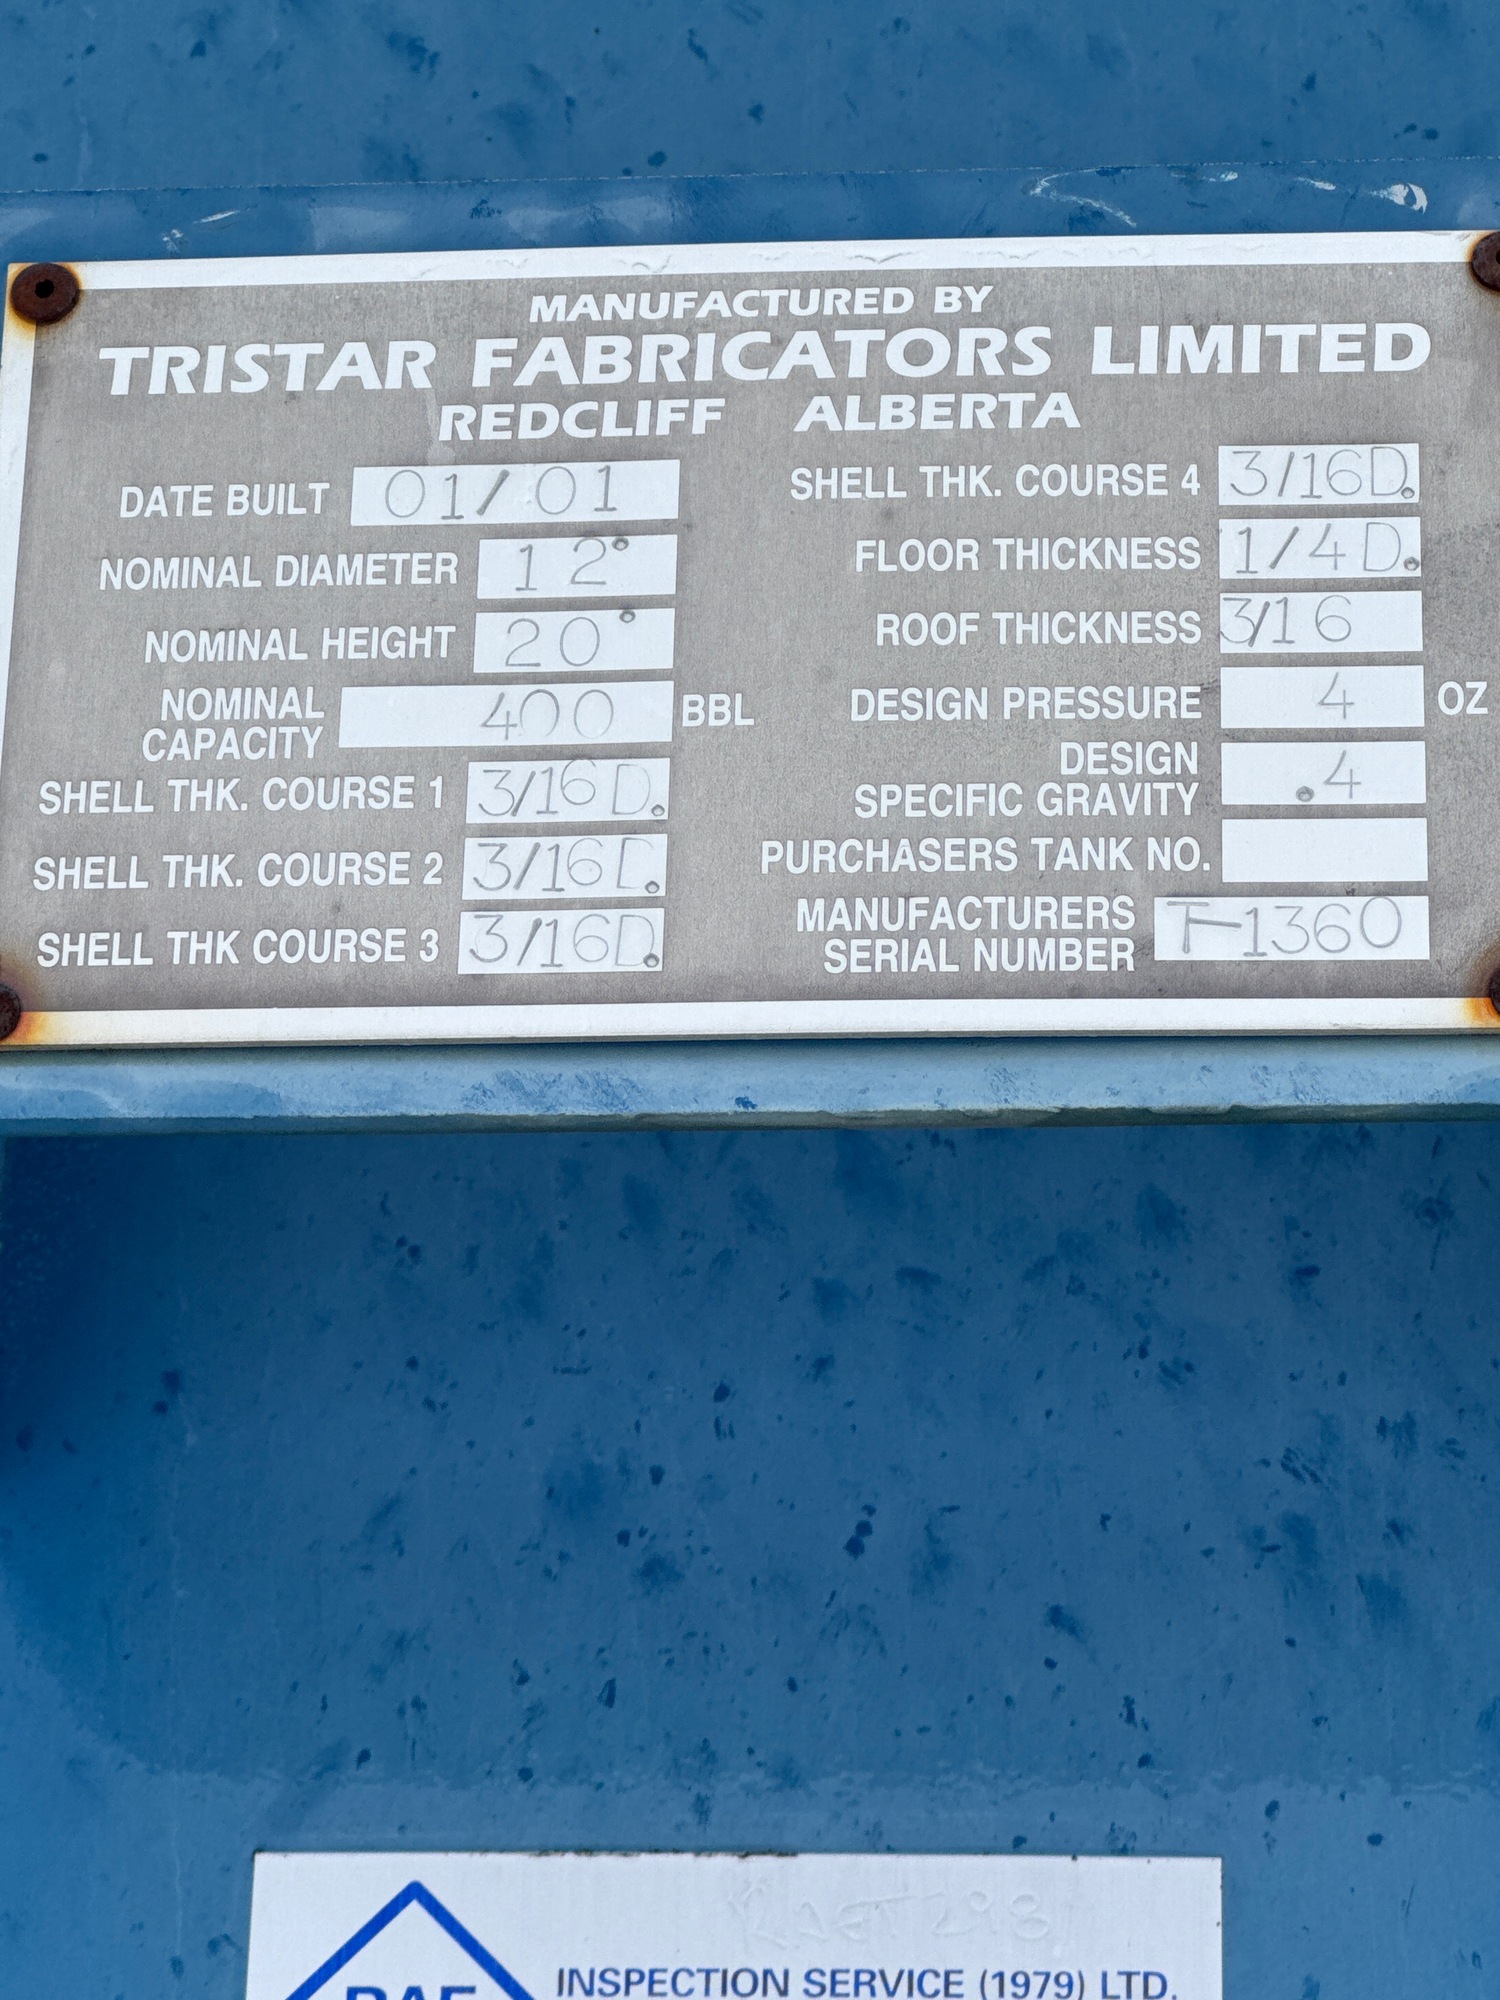 MANUFACTURED BY
TRISTAR FABRICATORS LIMITED
REDCLIFF ALBERTA
DATE BUILT 01/01
NOMINAL DIAMETER 12°
NOMINAL HEIGHT 20°
NOMINAL CAPACITY 400 BBL
SHELL THK. COURSE 1 3/16D.
SHELL THK. COURSE 2 3/16D.
SHELL THK COURSE 3 3/16D.
SHELL THK. COURSE 4 3/16D.
FLOOR THICKNESS 1/4D.
ROOF THICKNESS 3/16
DESIGN PRESSURE 4 OZ
DESIGN SPECIFIC GRAVITY .4
PURCHASERS TANK NO.
MANUFACTURERS SERIAL NUMBER T-1360
INSPECTION SERVICE (1979) LTD.